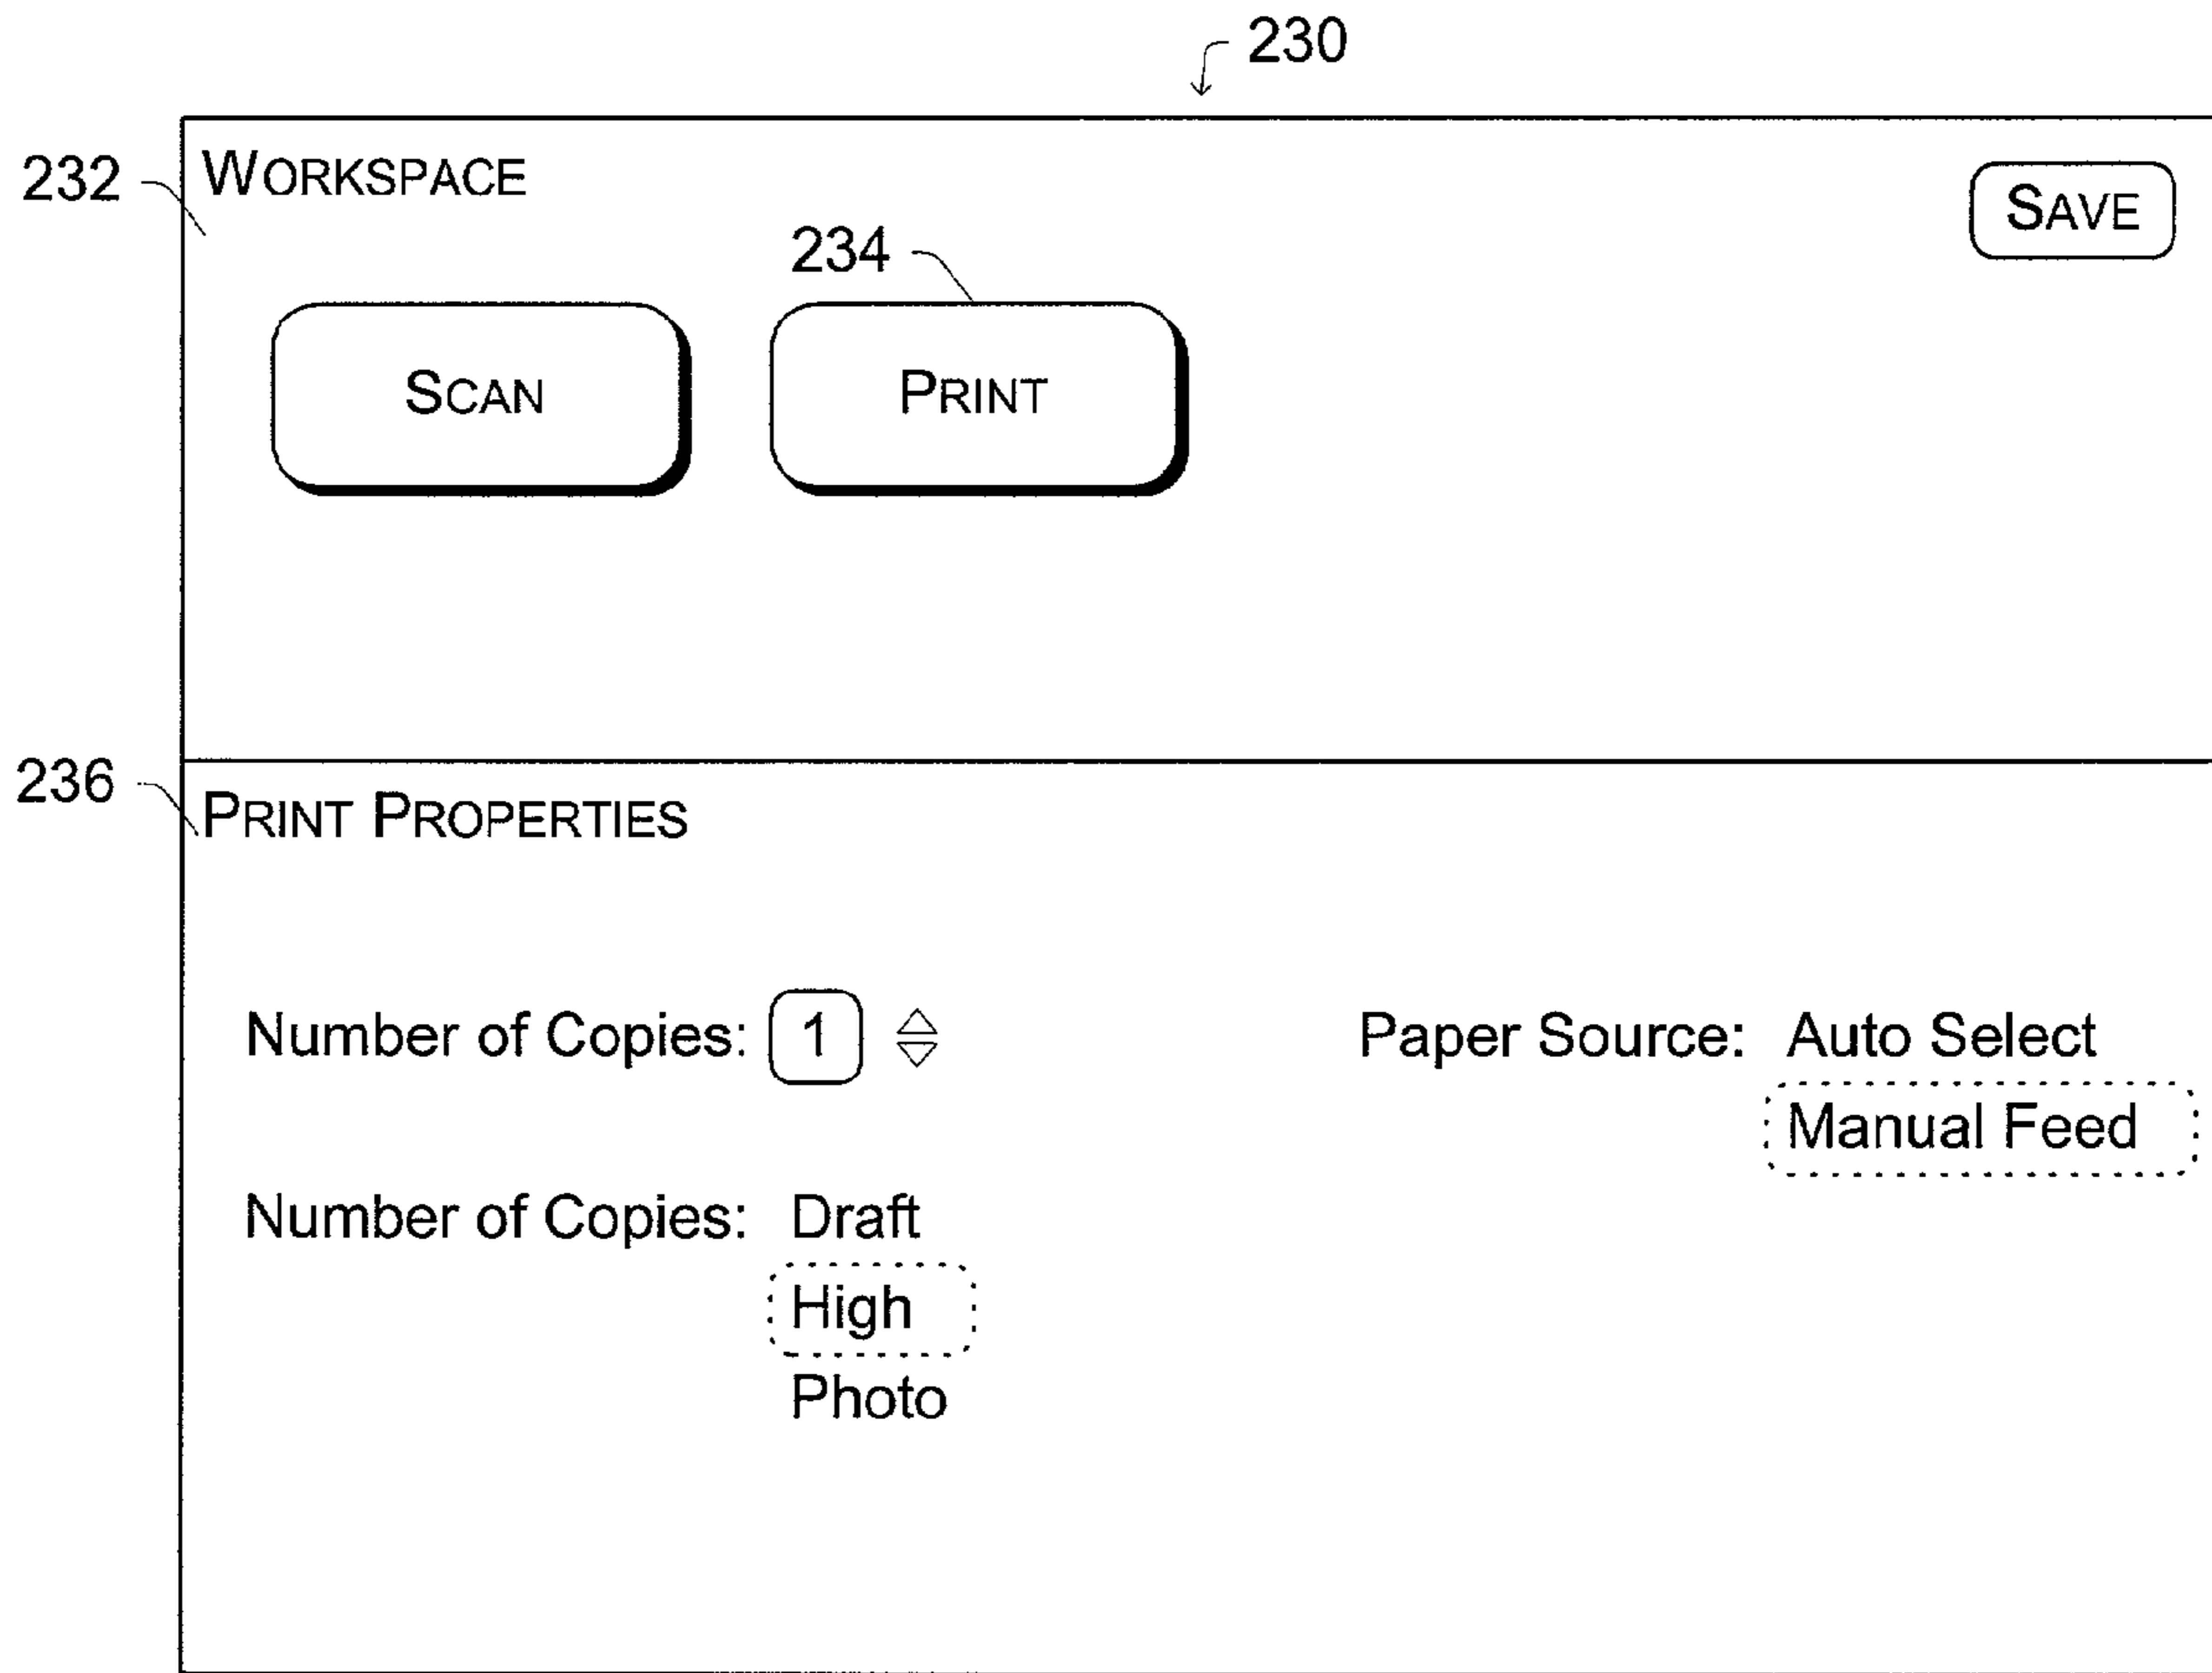 230
232
WORKSPACE
SAVE
234
SCAN
PRINT
236
PRINT PROPERTIES
Number of Copies: 1
Paper Source: Auto Select
Manual Feed
Number of Copies: Draft
High
Photo